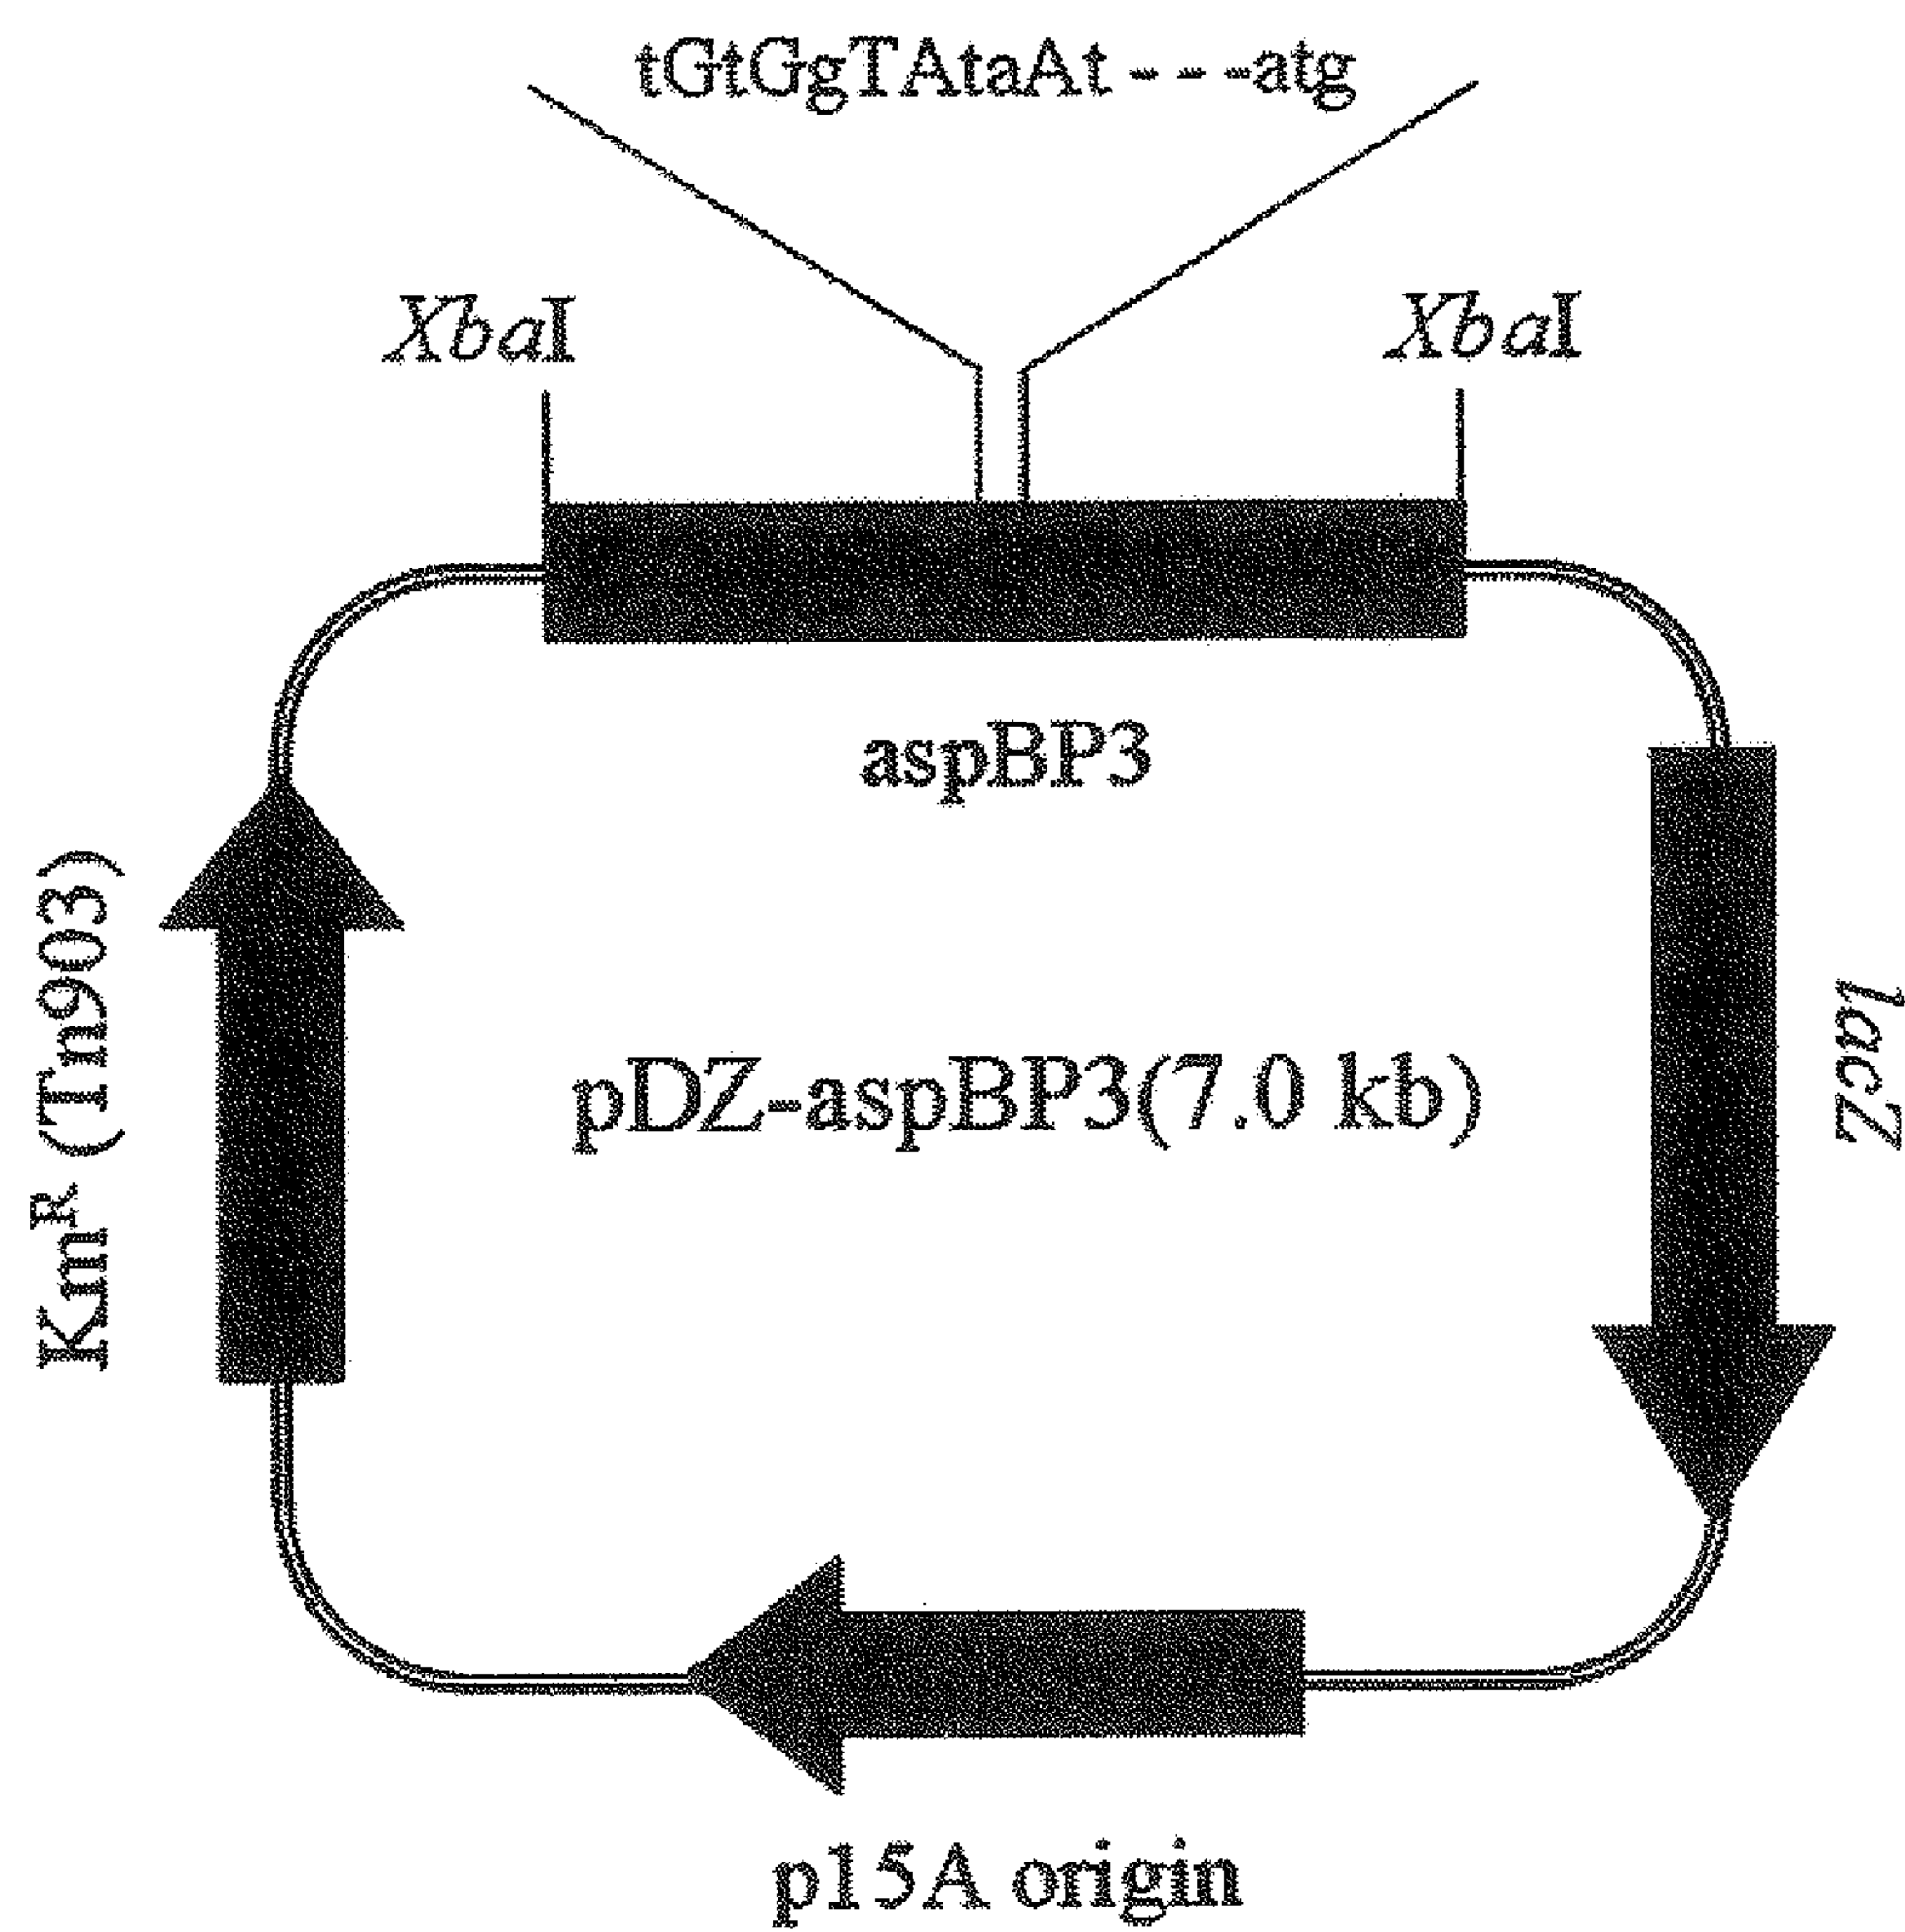 tGtGgTAtaAt - - -atg
XbaI
XbaI
aspBP3
KmR (Tn903)
pDZ-aspBP3(7.0 kb)
lacZ
p15A origin